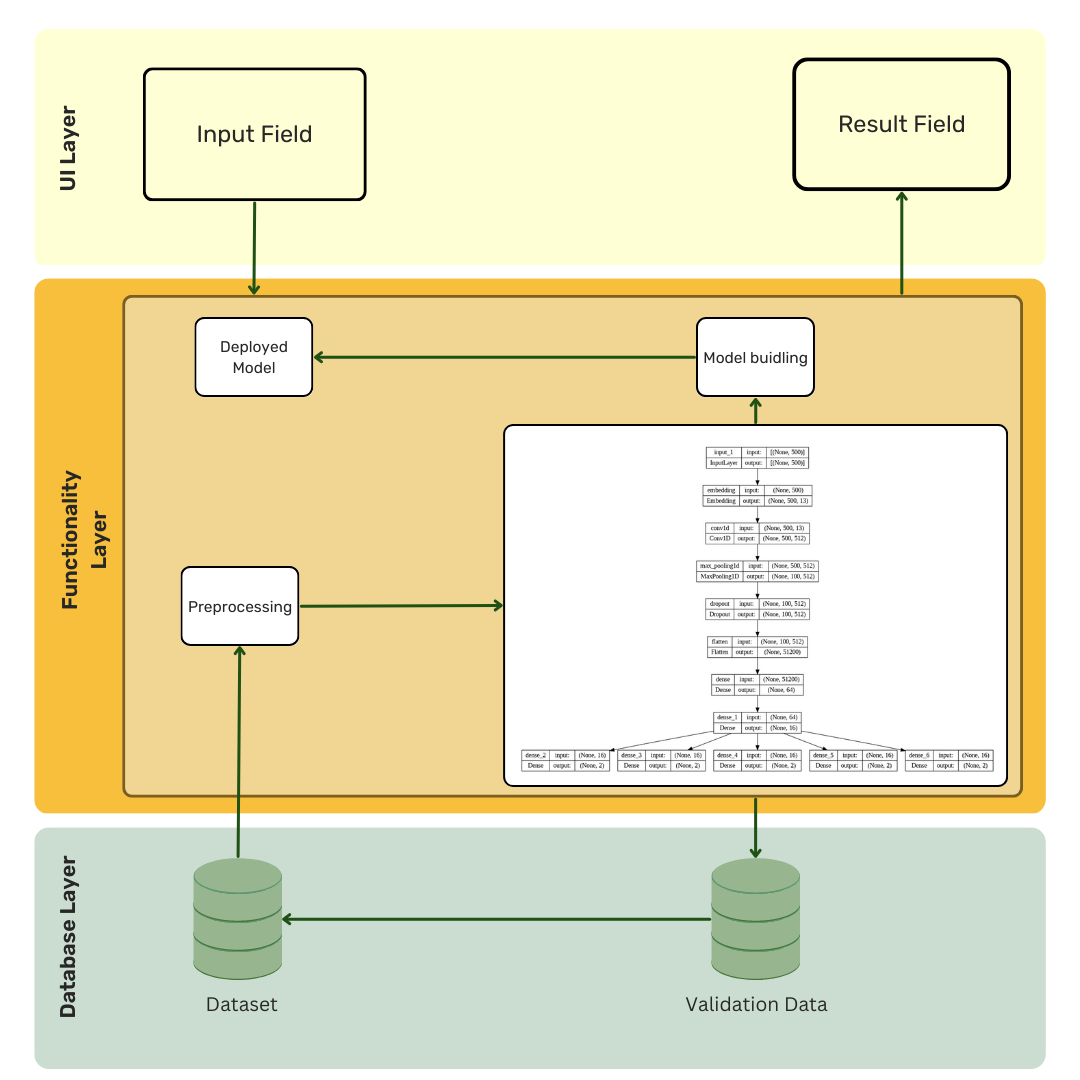 UI Layer
Input Field
Result Field
Functionality
Layer
Deployed
Model
Model buidling
Preprocessing
input_1 input: [(None, 500)]
InputLayer output: [(None, 500)]
embedding input: (None, 500)
Embedding output: (None, 500, 13)
conv1d input: (None, 500, 13)
Conv1D output: (None, 500, 512)
max_pooling1d input: (None, 500, 512)
MaxPooling1D output: (None, 100, 512)
dropout input: (None, 100, 512)
Dropout output: (None, 100, 512)
flatten input: (None, 100, 512)
Flatten output: (None, 51200)
dense input: (None, 51200)
Dense output: (None, 64)
dense_1 input: (None, 64)
Dense output: (None, 16)
dense_2 input: (None, 16) dense_3 input: (None, 16) dense_4 input: (None, 16) dense_5 input: (None, 16) dense_6 input: (None, 16)
Dense output: (None, 2) Dense output: (None, 2) Dense output: (None, 2) Dense output: (None, 2) Dense output: (None, 2)
Database Layer
Dataset
Validation Data